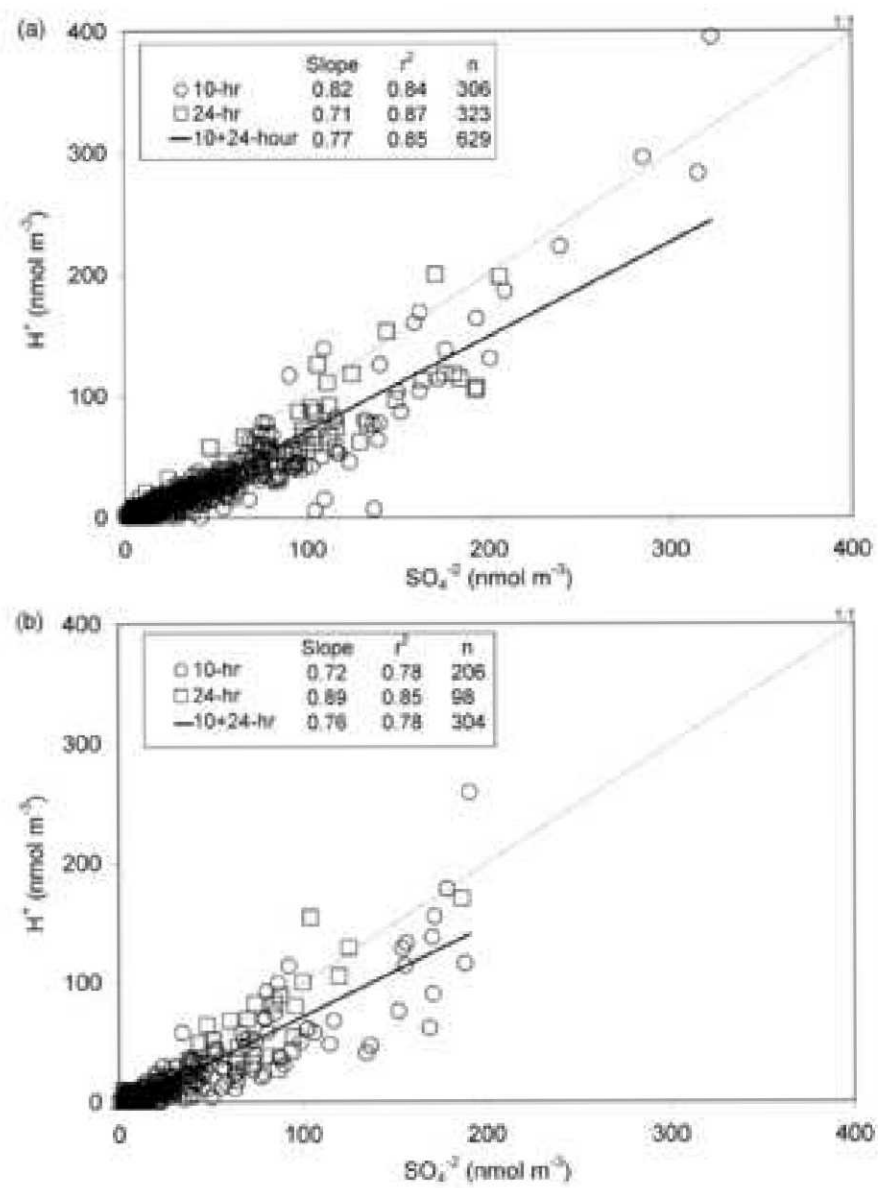 (a)
400
300
200
100
0
H⁺ (nmol m⁻³)
Slope r² n
10-hr 0.82 0.84 306
24-hr 0.71 0.87 323
10+24-hour 0.77 0.85 629
1:1
0 100 200 300 400
SO₄⁻² (nmol m⁻³)
(b)
400
300
200
100
0
H⁺ (nmol m⁻³)
Slope r² n
10-hr 0.72 0.78 206
24-hr 0.89 0.85 98
10+24-hr 0.76 0.78 304
1:1
0 100 200 300 400
SO₄⁻² (nmol m⁻³)